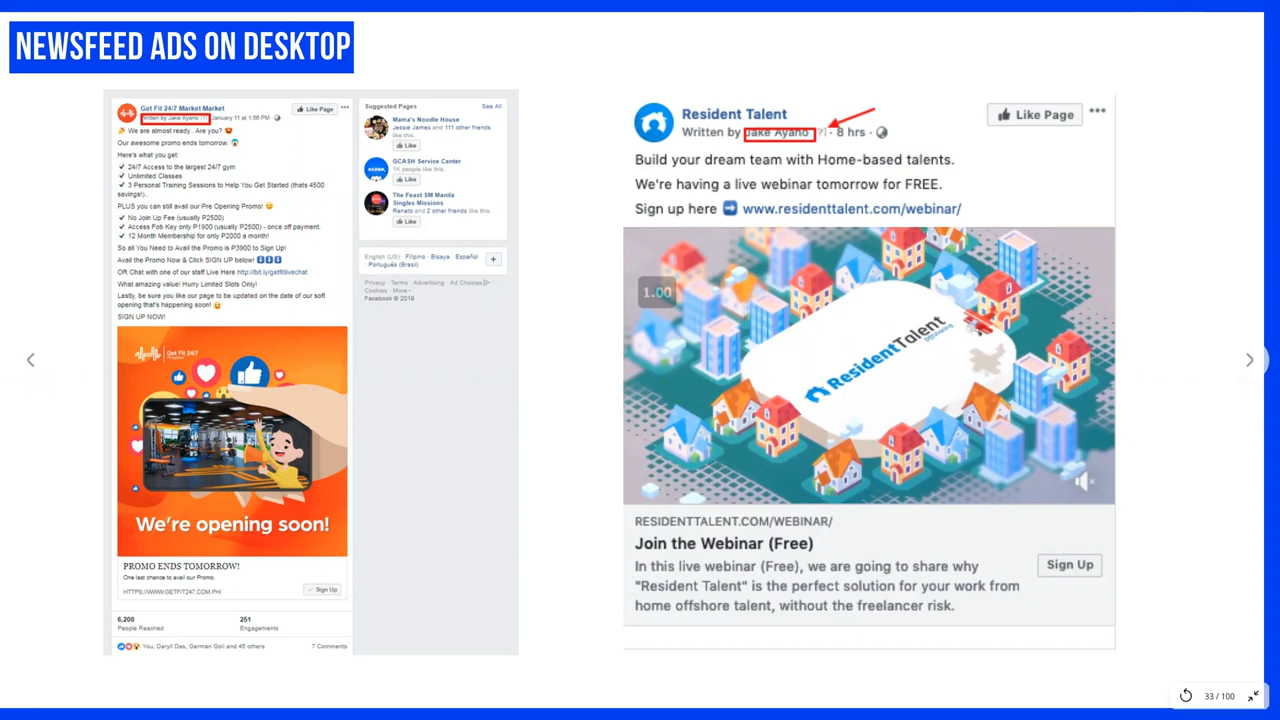 NEWSFEED ADS ON DESKTOP
Get Fit 24/7 Market Market
Written by Jake Ayano [?] · January 11 at 1:56 PM ·
Like Page
We are almost ready.. Are you?
Our awesome promo ends tomorrow.
Here's what you get:
✓ 24/7 Access to the largest 24/7 gym
✓ Unlimited Classes
✓ 3 Personal Training Sessions to Help You Get Started (thats 4500
savings!)..
PLUS you can still avail our Pre Opening Promo!
✓ No Join Up Fee (usually P2500)
✓ Access Fob Key only P1900 (usually P2500) - once off payment.
✓ 12 Month Membership for only P2000 a month!
So all You Need to Avail the Promo is P3900 to Sign Up!
Avail the Promo Now & Click SIGN UP below!
OR Chat with one of our staff Live Here http://bit.ly/getfitlivechat
What amazing value! Hurry Limited Slots Only!
Lastly, be sure you like our page to be updated on the date of our soft
opening that's happening soon!
SIGN UP NOW!
Get Fit 24/7
We're opening soon!
PROMO ENDS TOMORROW!
One last chance to avail our Promo.
HTTPS://WWW.GETFIT247.COM.PH/
Sign Up
6,200
People Reached
251
Engagements
You, Daryll Das, German Goli and 45 others
7 Comments
Suggested Pages
See All
Mama's Noodle House
Jessie James and 111 other friends
like this.
Like
GCASH Service Center
1K people like this.
Like
The Feast SM Manila
Singles Missions
Renato and 2 other friends like this.
Like
English (US) · Filipino · Bisaya · Español ·
Português (Brasil)
Privacy · Terms · Advertising · Ad Choices
Cookies · More
Facebook © 2019
Resident Talent
Written by Jake Ayano [?] · 8 hrs ·
Like Page
Build your dream team with Home-based talents.
We're having a live webinar tomorrow for FREE.
Sign up here www.residenttalent.com/webinar/
1.00
ResidentTalent
RESIDENTTALENT.COM/WEBINAR/
Join the Webinar (Free)
In this live webinar (Free), we are going to share why
"Resident Talent" is the perfect solution for your work from
home offshore talent, without the freelancer risk.
Sign Up
33 / 100